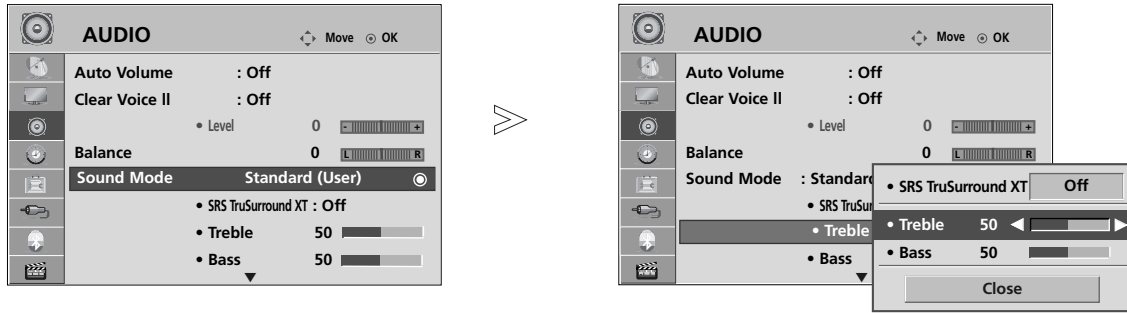 AUDIO
Move OK
Auto Volume : Off
Clear Voice ll : Off
• Level 0 - +
Balance 0 L R
Sound Mode Standard (User)
• SRS TruSurround XT : Off
• Treble 50
• Bass 50
AUDIO
Move OK
Auto Volume : Off
Clear Voice ll : Off
• Level 0 - +
Balance 0 L R
Sound Mode : Standard
• SRS TruSur
• Treble
• Bass
• SRS TruSurround XT Off
• Treble 50
• Bass 50
Close